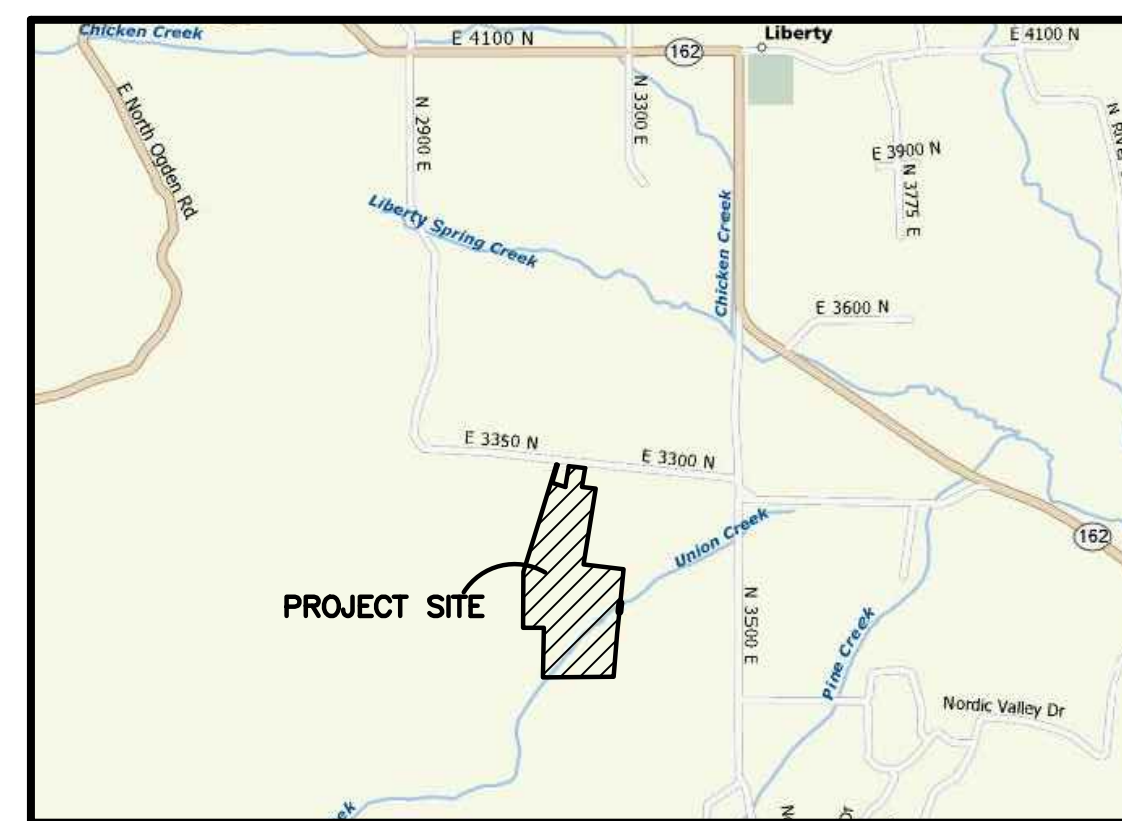 Chicken Creek
E 4100 N
162
Liberty
E 4100 N
E North Ogden Rd
N 2900 E
N 3300 E
E 3900 N
N 3775 E
Liberty Spring Creek
Chicken Creek
E 3600 N
E 3350 N
E 3300 N
Union Creek
162
PROJECT SITE
N 3500 E
Pine Creek
Nordic Valley Dr